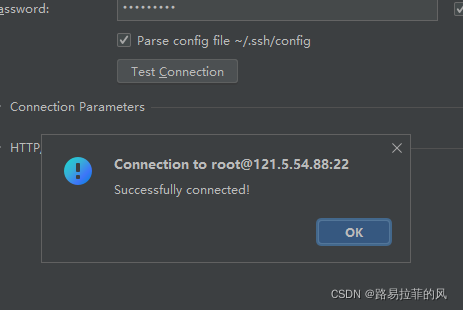 assword:
•••••••••
Parse config file ~/.ssh/config
Test Connection
Connection Parameters
HTTP
Connection to root@121.5.54.88:22
Successfully connected!
OK
CSDN @路易拉菲的风